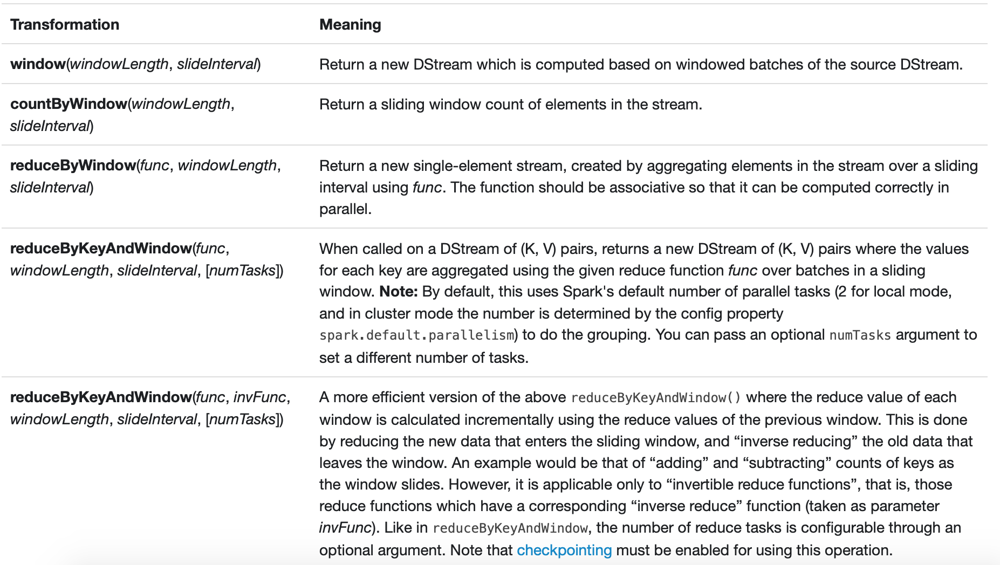 Transformation Meaning
window(windowLength, slideInterval) Return a new DStream which is computed based on windowed batches of the source DStream.
countByWindow(windowLength, Return a sliding window count of elements in the stream.
slideInterval)
reduceByWindow(func, windowLength, Return a new single-element stream, created by aggregating elements in the stream over a sliding
slideInterval) interval using func. The function should be associative so that it can be computed correctly in
parallel.
reduceByKeyAndWindow(func, When called on a DStream of (K, V) pairs, returns a new DStream of (K, V) pairs where the values
windowLength, slideInterval, [numTasks]) for each key are aggregated using the given reduce function func over batches in a sliding
window. Note: By default, this uses Spark's default number of parallel tasks (2 for local mode,
and in cluster mode the number is determined by the config property
spark.default.parallelism) to do the grouping. You can pass an optional numTasks argument to
set a different number of tasks.
reduceByKeyAndWindow(func, invFunc, A more efficient version of the above reduceByKeyAndWindow() where the reduce value of each
windowLength, slideInterval, [numTasks]) window is calculated incrementally using the reduce values of the previous window. This is done
by reducing the new data that enters the sliding window, and “inverse reducing” the old data that
leaves the window. An example would be that of “adding” and “subtracting” counts of keys as
the window slides. However, it is applicable only to “invertible reduce functions”, that is, those
reduce functions which have a corresponding “inverse reduce” function (taken as parameter
invFunc). Like in reduceByKeyAndWindow, the number of reduce tasks is configurable through an
optional argument. Note that checkpointing must be enabled for using this operation.